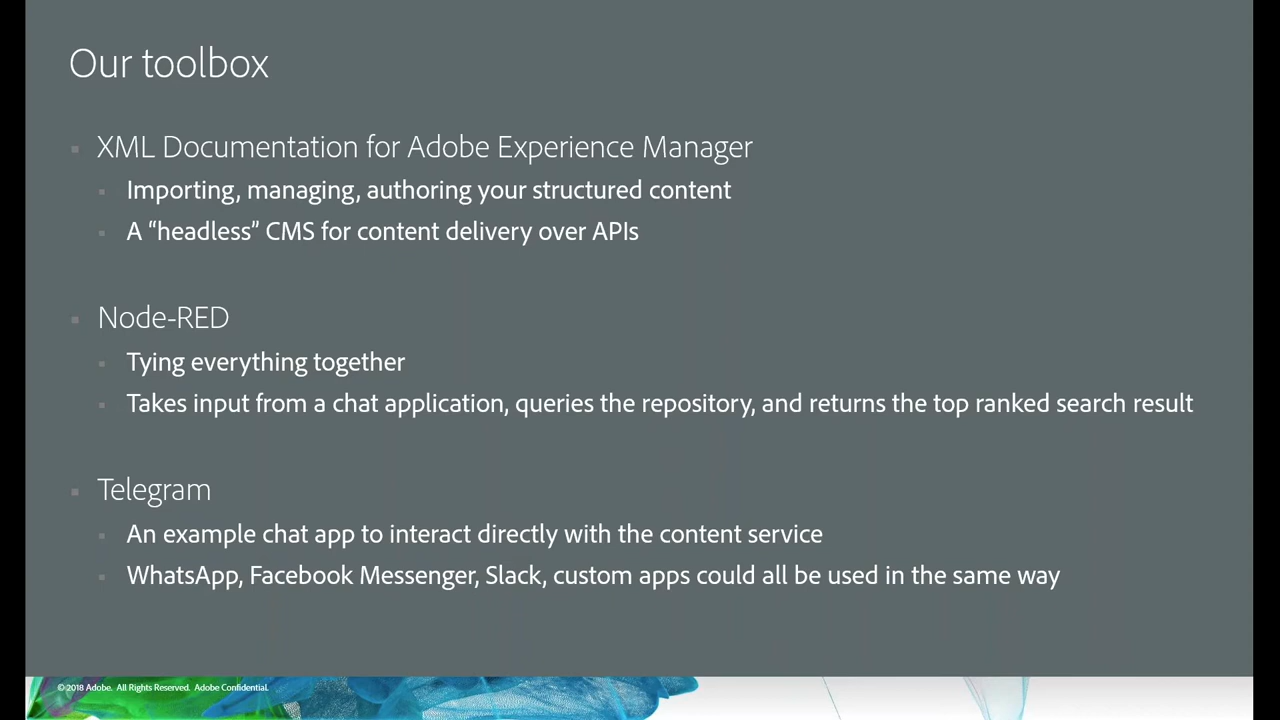 Our toolbox
XML Documentation for Adobe Experience Manager
Importing, managing, authoring your structured content
A “headless” CMS for content delivery over APIs
Node-RED
Tying everything together
Takes input from a chat application, queries the repository, and returns the top ranked search result
Telegram
An example chat app to interact directly with the content service
WhatsApp, Facebook Messenger, Slack, custom apps could all be used in the same way
© 2018 Adobe. All Rights Reserved. Adobe Confidential.